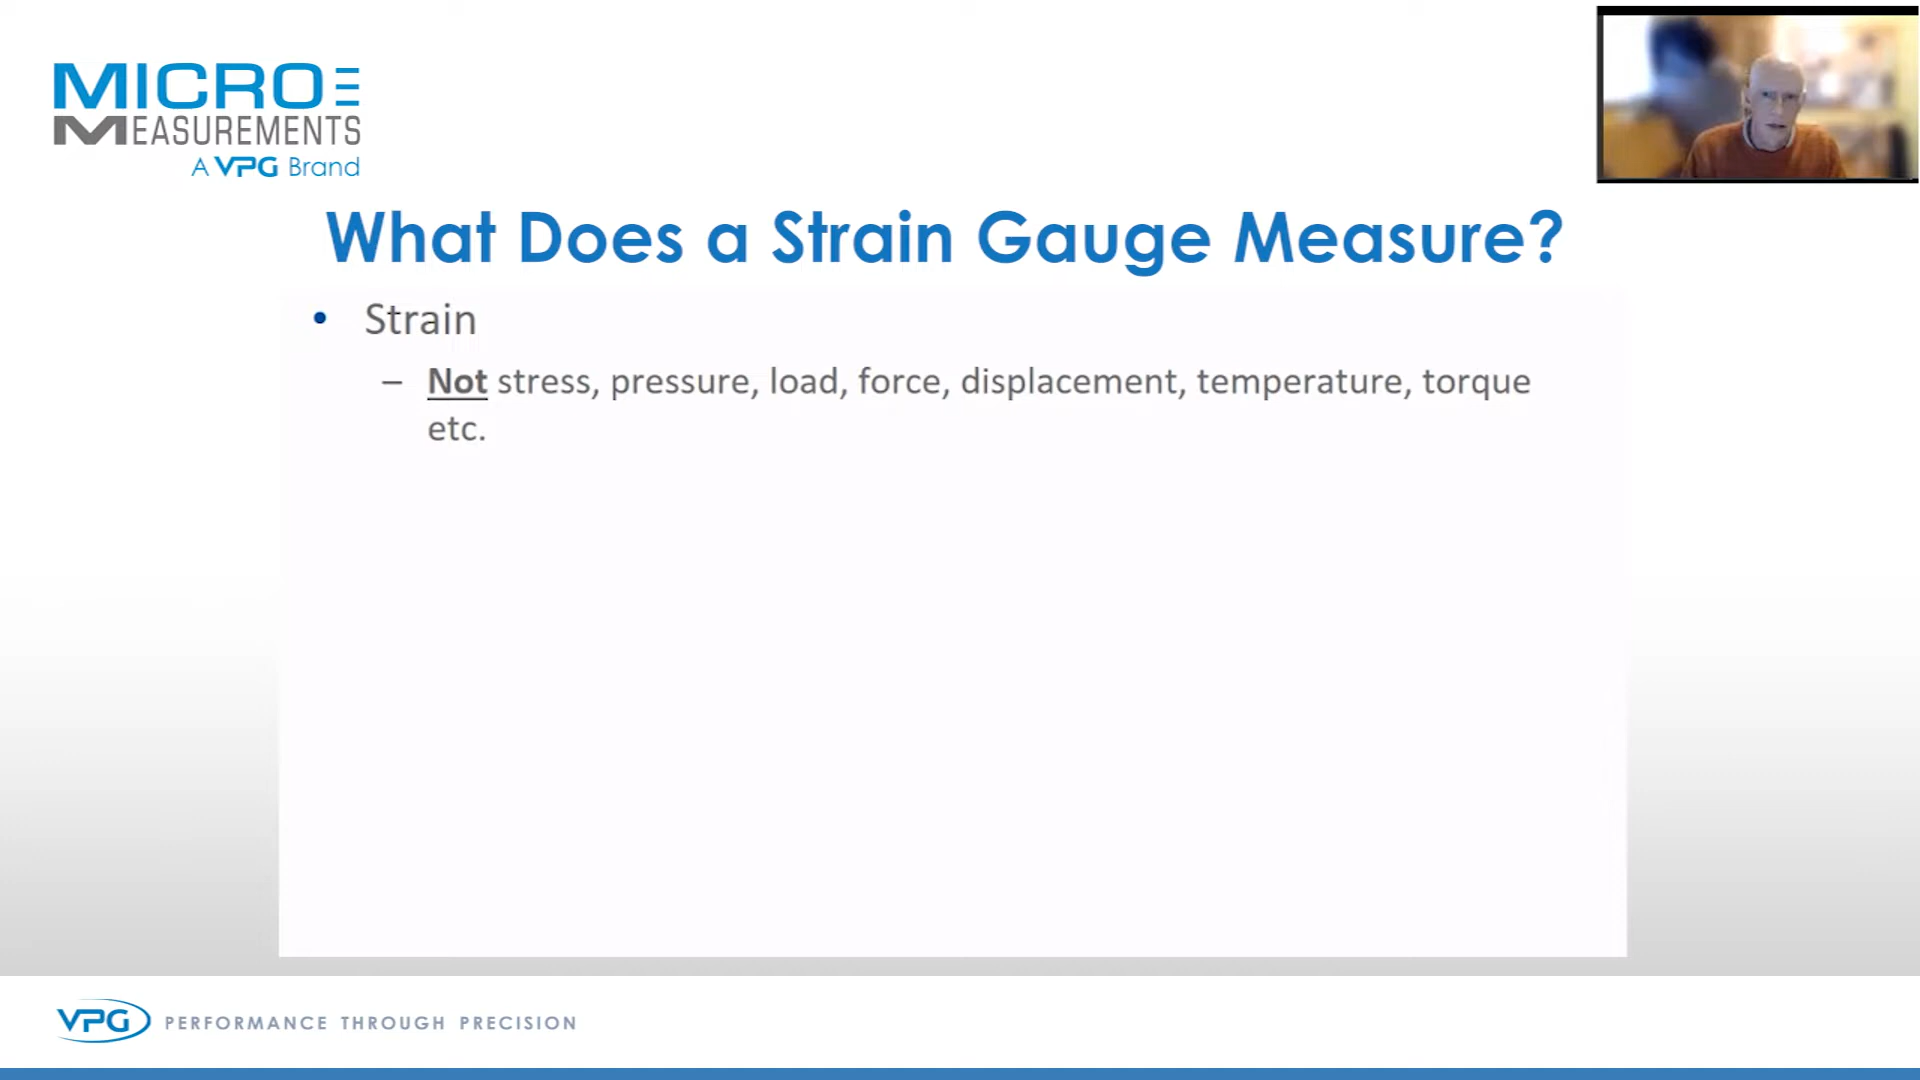 MICRO
MEASUREMENTS
A VPG Brand
What Does a Strain Gauge Measure?
• Strain
– Not stress, pressure, load, force, displacement, temperature, torque
etc.
VPG PERFORMANCE THROUGH PRECISION